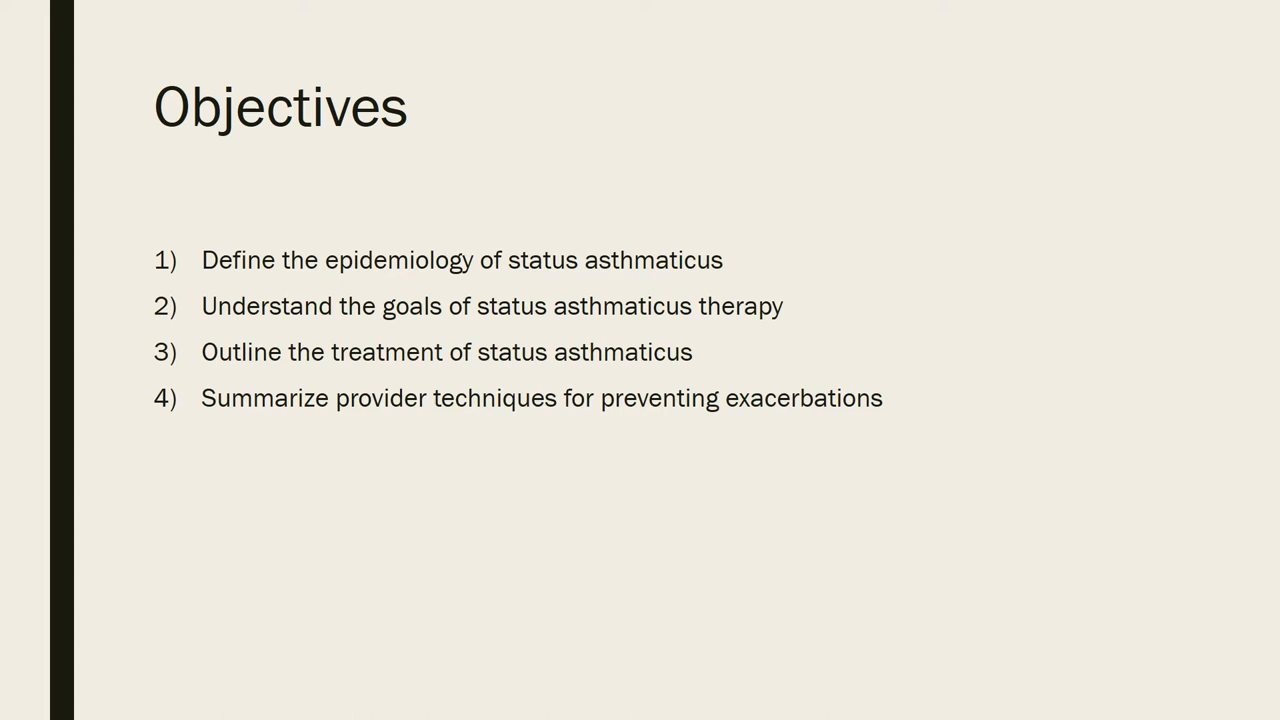 Objectives
1) Define the epidemiology of status asthmaticus
2) Understand the goals of status asthmaticus therapy
3) Outline the treatment of status asthmaticus
4) Summarize provider techniques for preventing exacerbations